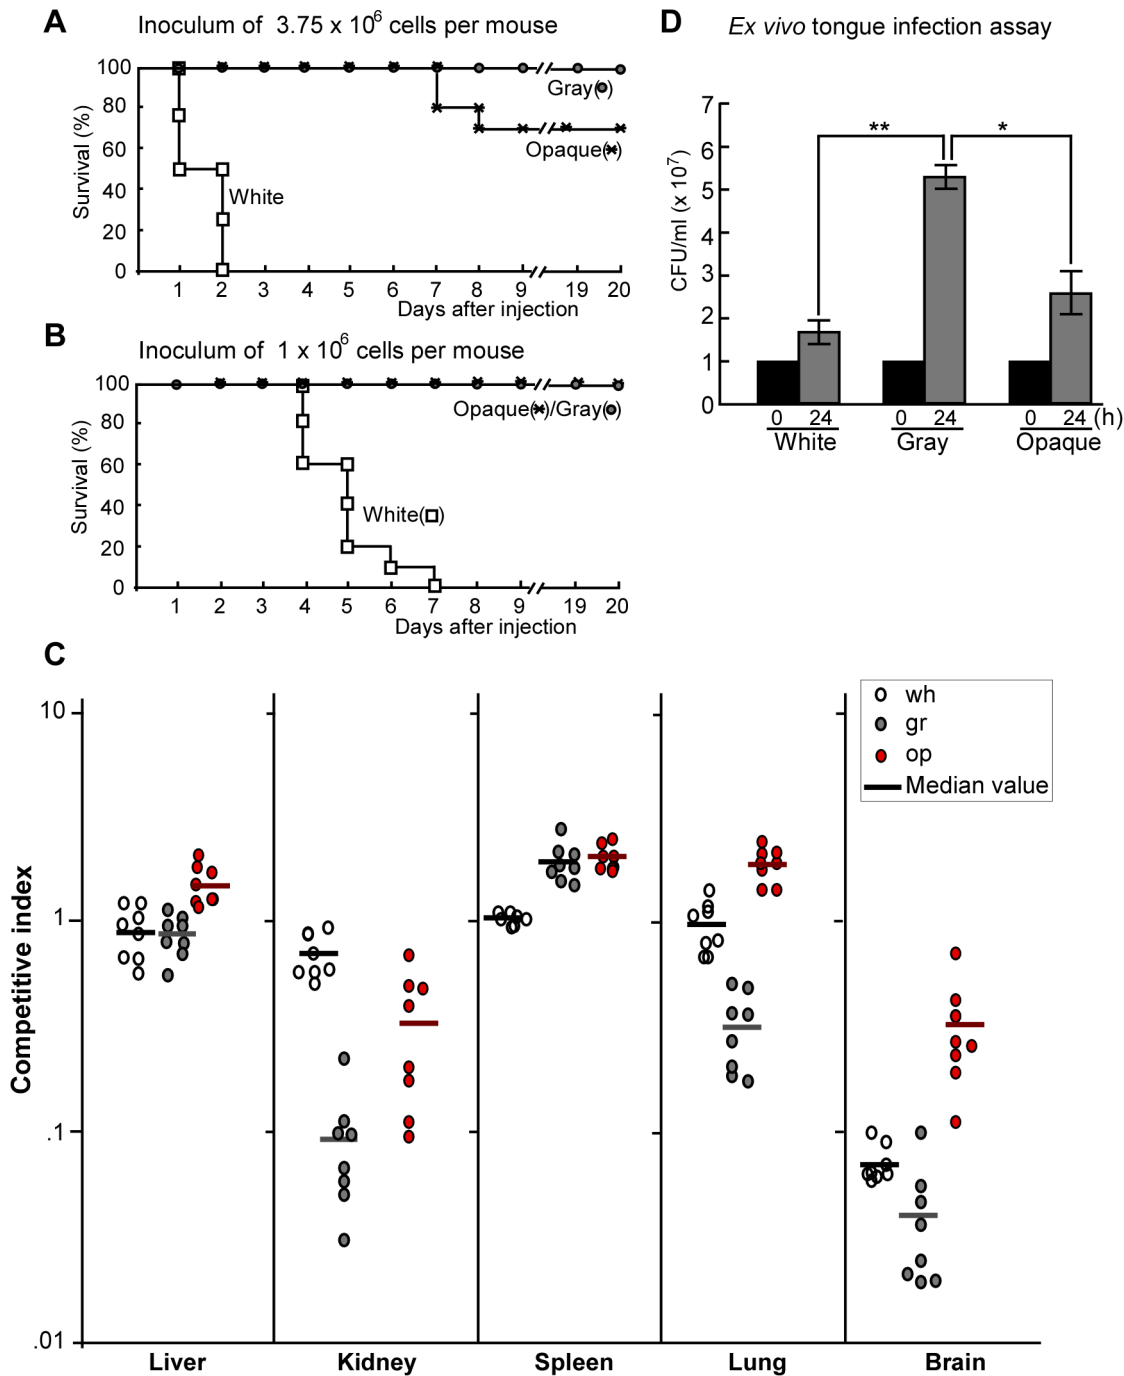 A
Inoculum of 3.75 x 10^6 cells per mouse
Survival (%)
100
80
60
40
20
0
Gray( )
Opaque( )
White
1 2 3 4 5 6 7 8 9 19 20
Days after injection
B
Inoculum of 1 x 10^6 cells per mouse
Survival (%)
100
80
60
40
20
0
Opaque( )/Gray( )
White( )
1 2 3 4 5 6 7 8 9 19 20
Days after injection
D
Ex vivo tongue infection assay
CFU/ml (x 10^7)
7
6
5
4
3
2
1
0
** *
0 24 0 24 0 24 (h)
White Gray Opaque
C
Competitive index
10
1
.1
.01
wh
gr
op
Median value
Liver Kidney Spleen Lung Brain